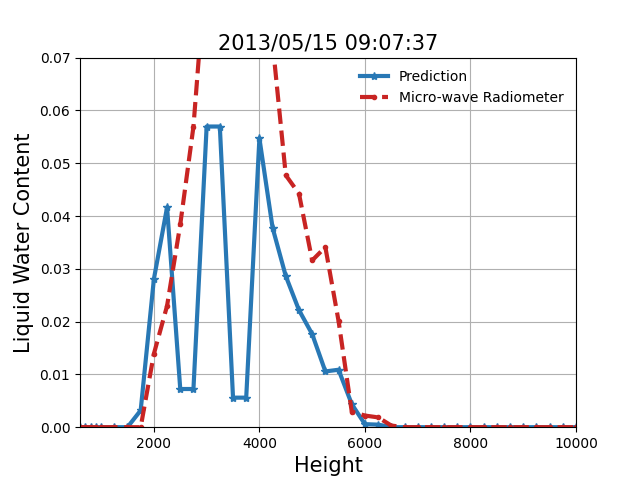 2013/05/15 09:07:37
0.07
0.06
0.05
0.04
0.03
0.02
0.01
0.00
Liquid Water Content
Prediction
Micro-wave Radiometer
2000 4000 6000 8000 10000
Height